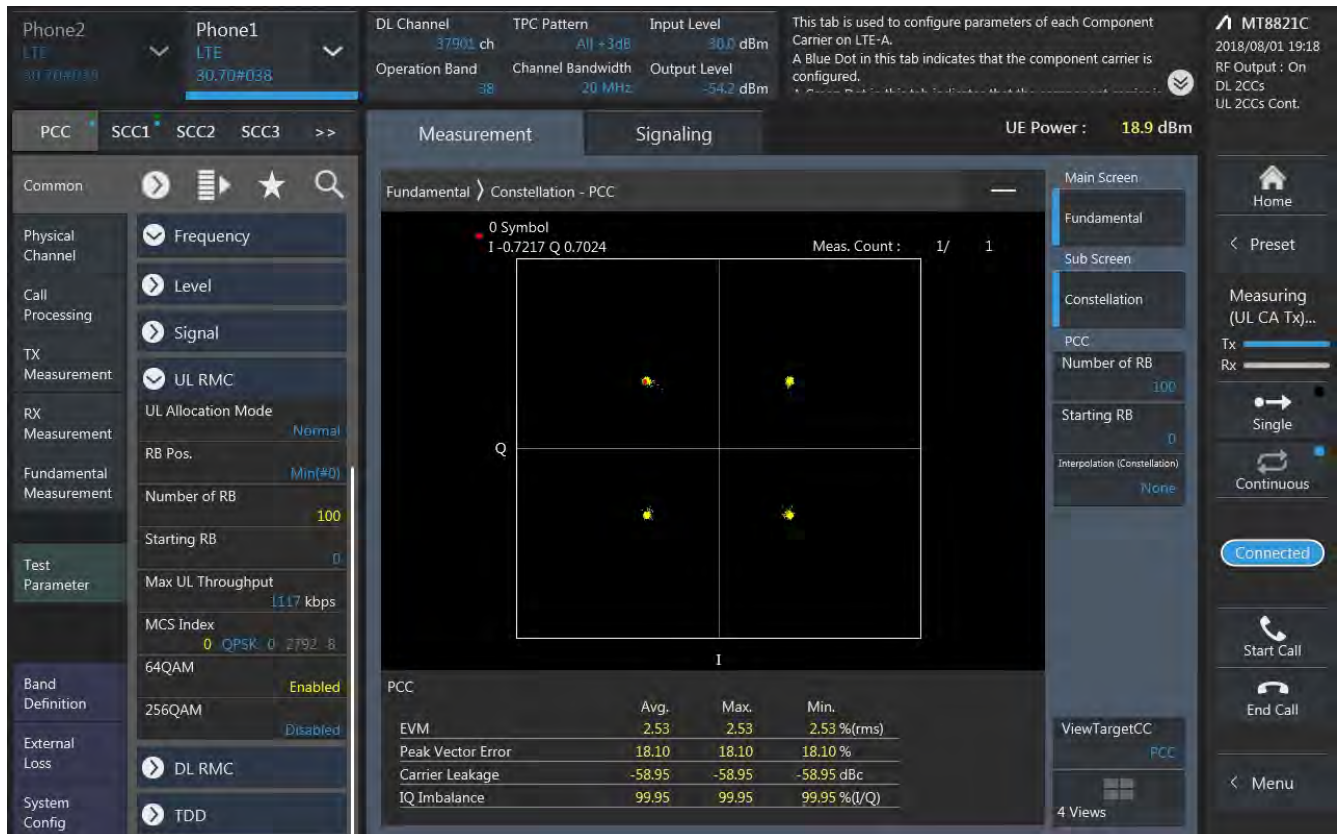 Phone2
LTE
30.70#038
Phone1
LTE
30.70#038
DL Channel
37901 ch
TPC Pattern
All +3dB
Input Level
30.0 dBm
Operation Band
38
Channel Bandwidth
20 MHz
Output Level
-54.2 dBm
This tab is used to configure parameters of each Component
Carrier on LTE-A.
A Blue Dot in this tab indicates that the component carrier is
configured.
MT8821C
2018/08/01 19:18
RF Output : On
DL 2CCs
UL 2CCs Cont.
PCC SCC1 SCC2 SCC3 >>
Measurement
Signaling
UE Power : 18.9 dBm
Common
Physical
Channel
Call
Processing
TX
Measurement
RX
Measurement
Fundamental
Measurement
Test
Parameter
Band
Definition
External
Loss
System
Config
Frequency
Level
Signal
UL RMC
UL Allocation Mode
Normal
RB Pos.
Min(#0)
Number of RB
100
Starting RB
0
Max UL Throughput
1117 kbps
MCS Index
0 QPSK 0 2792 8
64QAM
Enabled
256QAM
Disabled
DL RMC
TDD
Fundamental > Constellation - PCC
0 Symbol
I -0.7217 Q 0.7024
Meas. Count : 1/ 1
Q
I
PCC
Avg. Max. Min.
EVM 2.53 2.53 2.53 %(rms)
Peak Vector Error 18.10 18.10 18.10 %
Carrier Leakage -58.95 -58.95 -58.95 dBc
IQ Imbalance 99.95 99.95 99.95 %(I/Q)
Main Screen
Fundamental
Sub Screen
Constellation
PCC
Number of RB
100
Starting RB
0
Interpolation (Constellation)
None
ViewTargetCC
PCC
4 Views
Home
< Preset
Measuring
(UL CA Tx)...
Tx
Rx
Single
Continuous
Connected
Start Call
End Call
< Menu